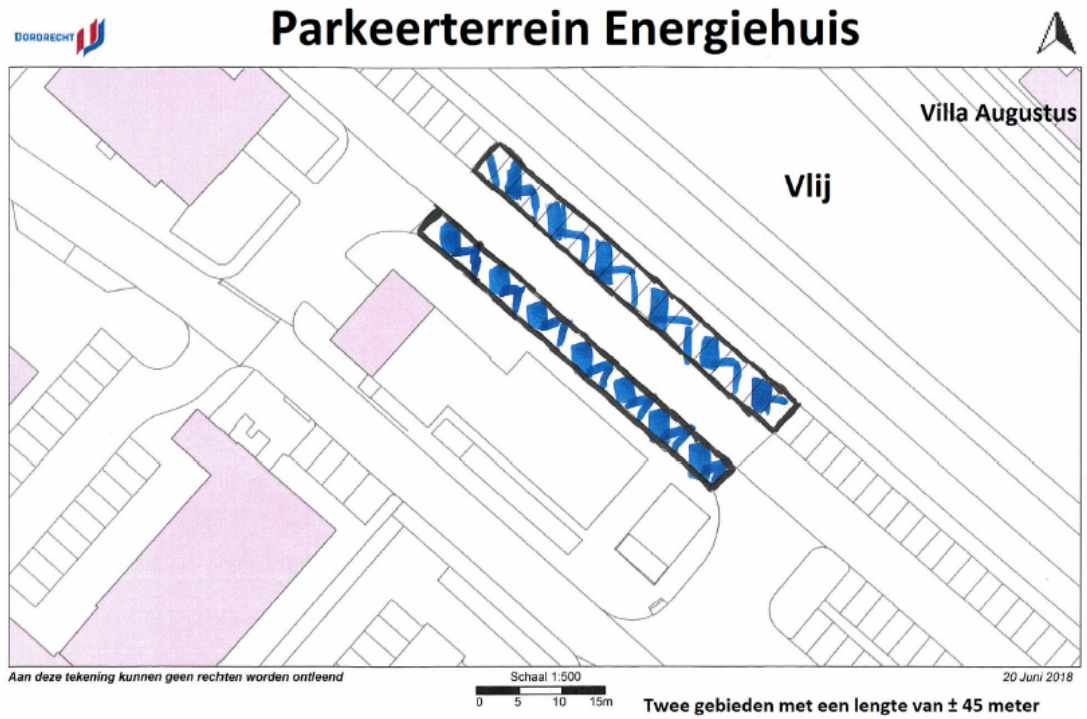 DORDRECHT
Parkeerterrein Energiehuis
Villa Augustus
Vlij
Aan deze tekening kunnen geen rechten worden ontleend
Schaal 1:500
20 Juni 2018
0 5 10 15m
Twee gebieden met een lengte van ± 45 meter